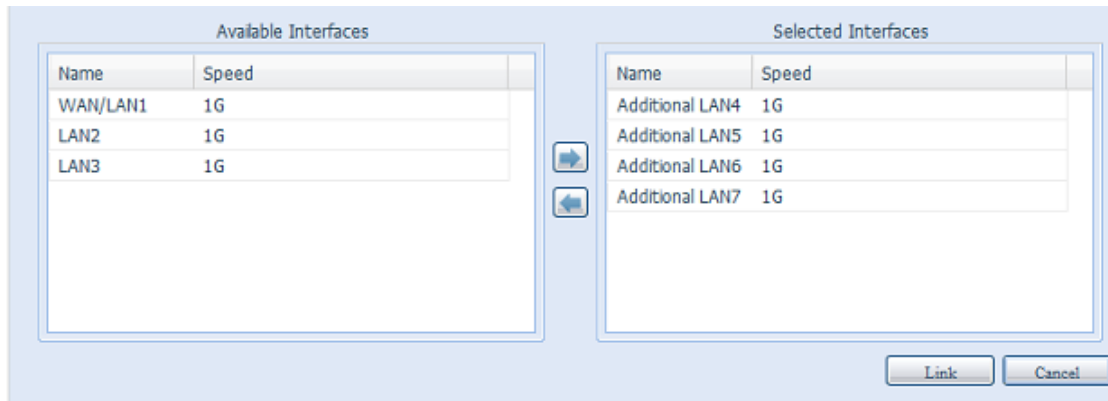 Available Interfaces
Name Speed
WAN/LAN1 1G
LAN2 1G
LAN3 1G
Selected Interfaces
Name Speed
Additional LAN4 1G
Additional LAN5 1G
Additional LAN6 1G
Additional LAN7 1G
Link Cancel